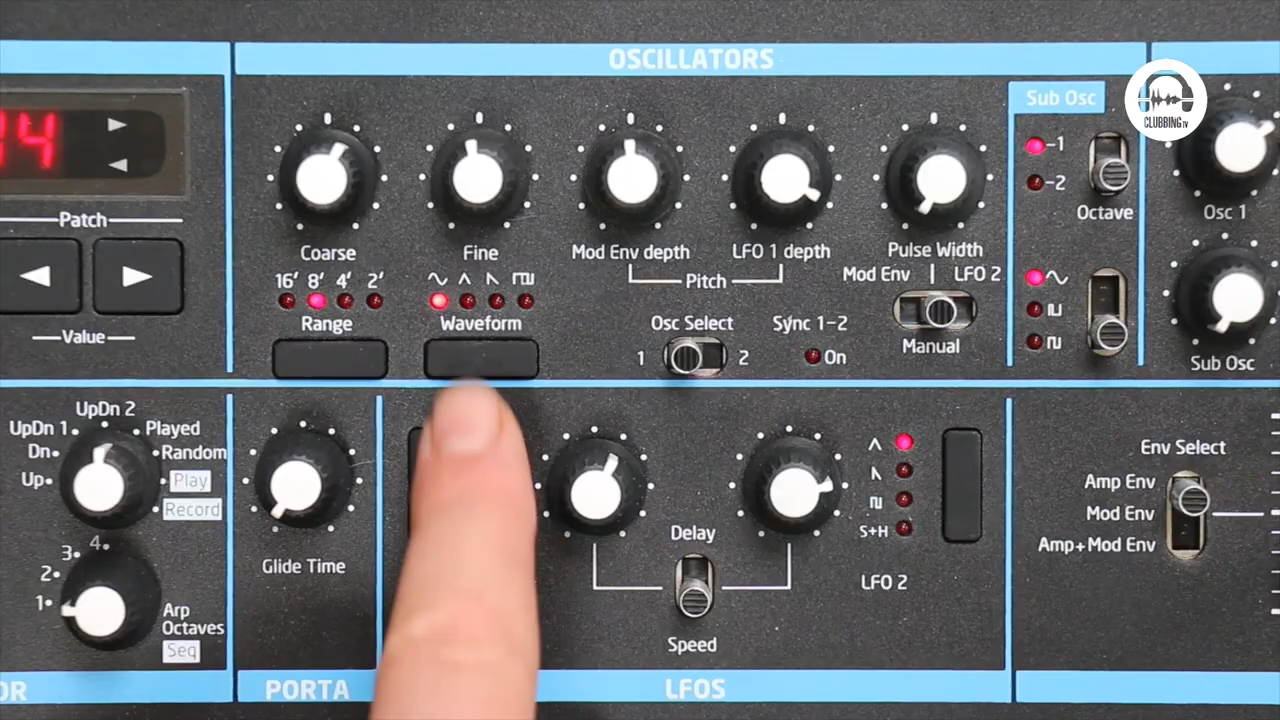 OSCILLATORS
Sub Osc
CLUBBING TV
4
-1
-2
Octave
Osc 1
Patch
Coarse
Fine
Mod Env depth
LFO 1 depth
Pulse Width
Pitch
Mod Env
LFO 2
16' 8' 4' 2'
Range
Waveform
Osc Select
Sync 1-2
Manual
Value
1
2
On
Sub Osc
UpDn 2
UpDn 1
Played
Dn
Random
Up
Play
Record
Env Select
Amp Env
Mod Env
Amp+Mod Env
S+H
Delay
4
3
2
1
Glide Time
LFO 2
Arp
Octaves
Seq
Speed
OR
PORTA
LFOS